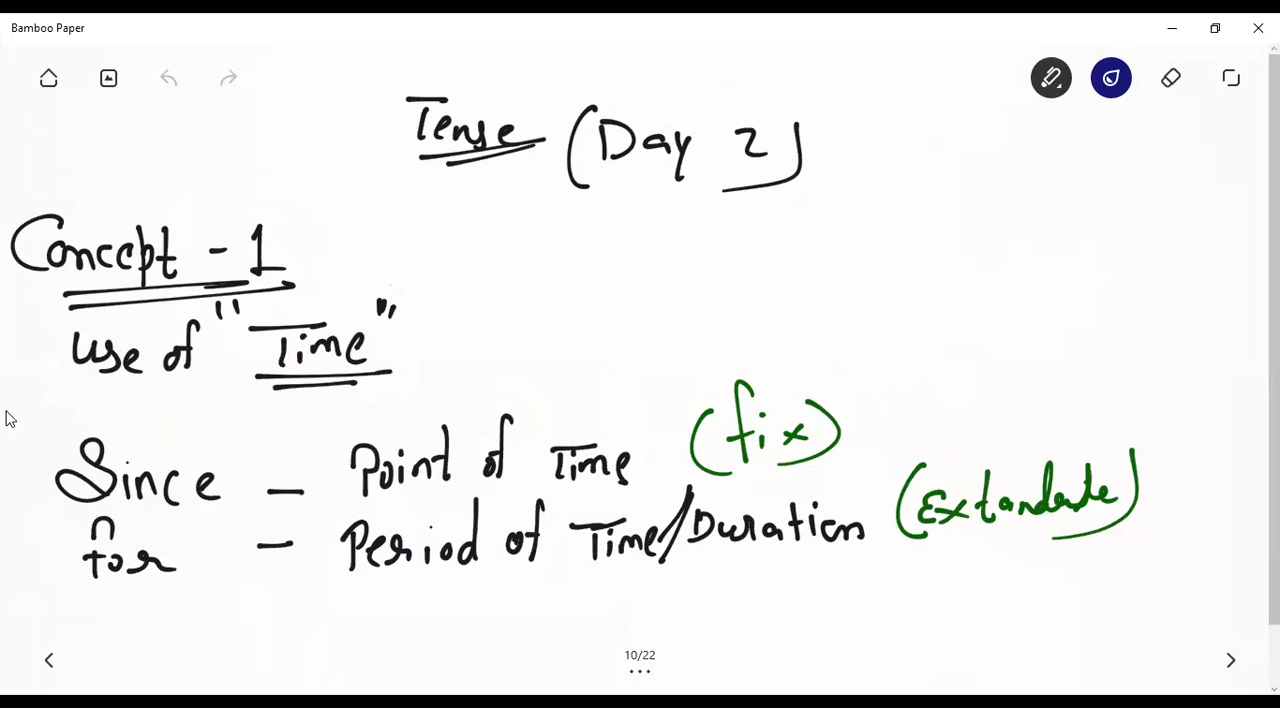 Bamboo Paper
Tense (Day 2)
Concept - 1
Use of "Time"
Since - Point of Time (fix)
for - Period of Time/Duration (Extandade)
10/22